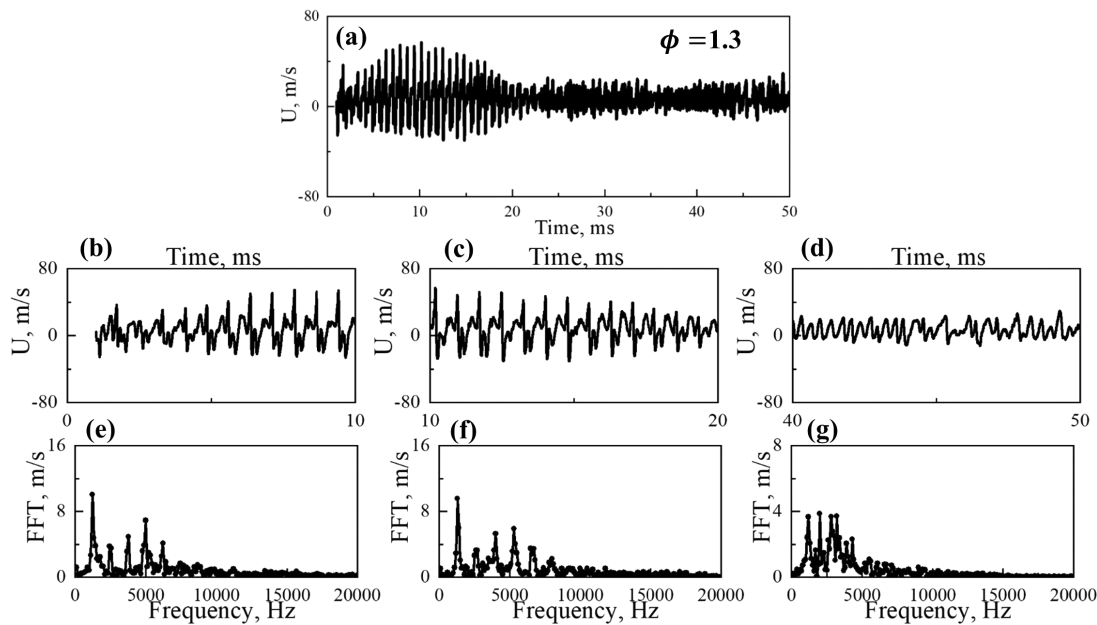 (a)
ϕ =1.3
80
0
-80
U, m/s
0 10 20 30 40 50
Time, ms
(b)
Time, ms
80
0
-80
U, m/s
0 10
(c)
Time, ms
80
0
-80
U, m/s
10 20
(d)
Time, ms
80
0
-80
U, m/s
40 50
(e)
16
8
0
FFT, m/s
0 5000 10000 15000 20000
Frequency, Hz
(f)
16
8
0
FFT, m/s
0 5000 10000 15000 20000
Frequency, Hz
(g)
8
4
0
FFT, m/s
0 5000 10000 15000 20000
Frequency, Hz